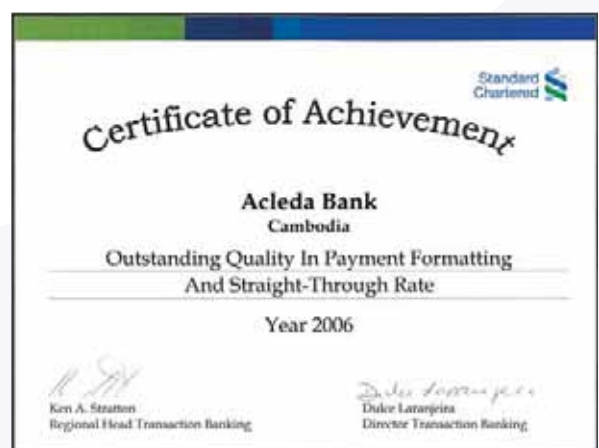 Standard
Chartered
Certificate of Achievement
Acleda Bank
Cambodia
Outstanding Quality In Payment Formatting
And Straight-Through Rate
Year 2006
Ken A. Stratton
Regional Head Transaction Banking
Dulce Laranjeira
Director Transaction Banking